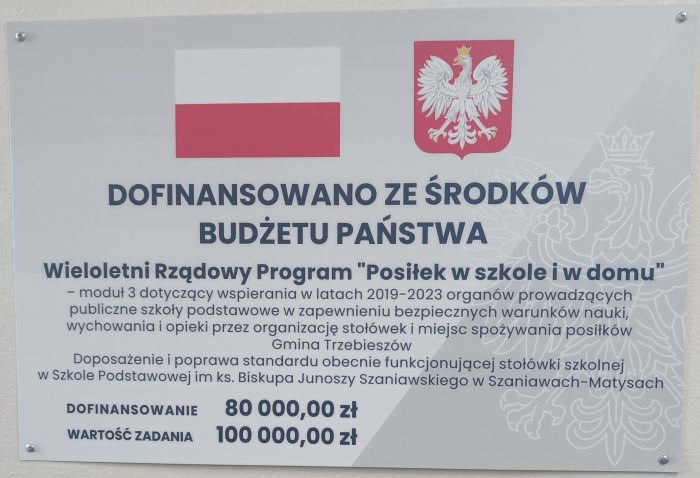 DOFINANSOWANO ZE ŚRODKÓW
BUDŻETU PAŃSTWA
Wieloletni Rządowy Program "Posiłek w szkole i w domu"
– moduł 3 dotyczący wspierania w latach 2019-2023 organów prowadzących
publiczne szkoły podstawowe w zapewnieniu bezpiecznych warunków nauki,
wychowania i opieki przez organizację stołówek i miejsc spożywania posiłków
Gmina Trzebieszów
Doposażenie i poprawa standardu obecnie funkcjonującej stołówki szkolnej
w Szkole Podstawowej im ks. Biskupa Junoszy Szaniawskiego w Szaniawach-Matysach
DOFINANSOWANIE 80 000,00 zł
WARTOŚĆ ZADANIA 100 000,00 zł